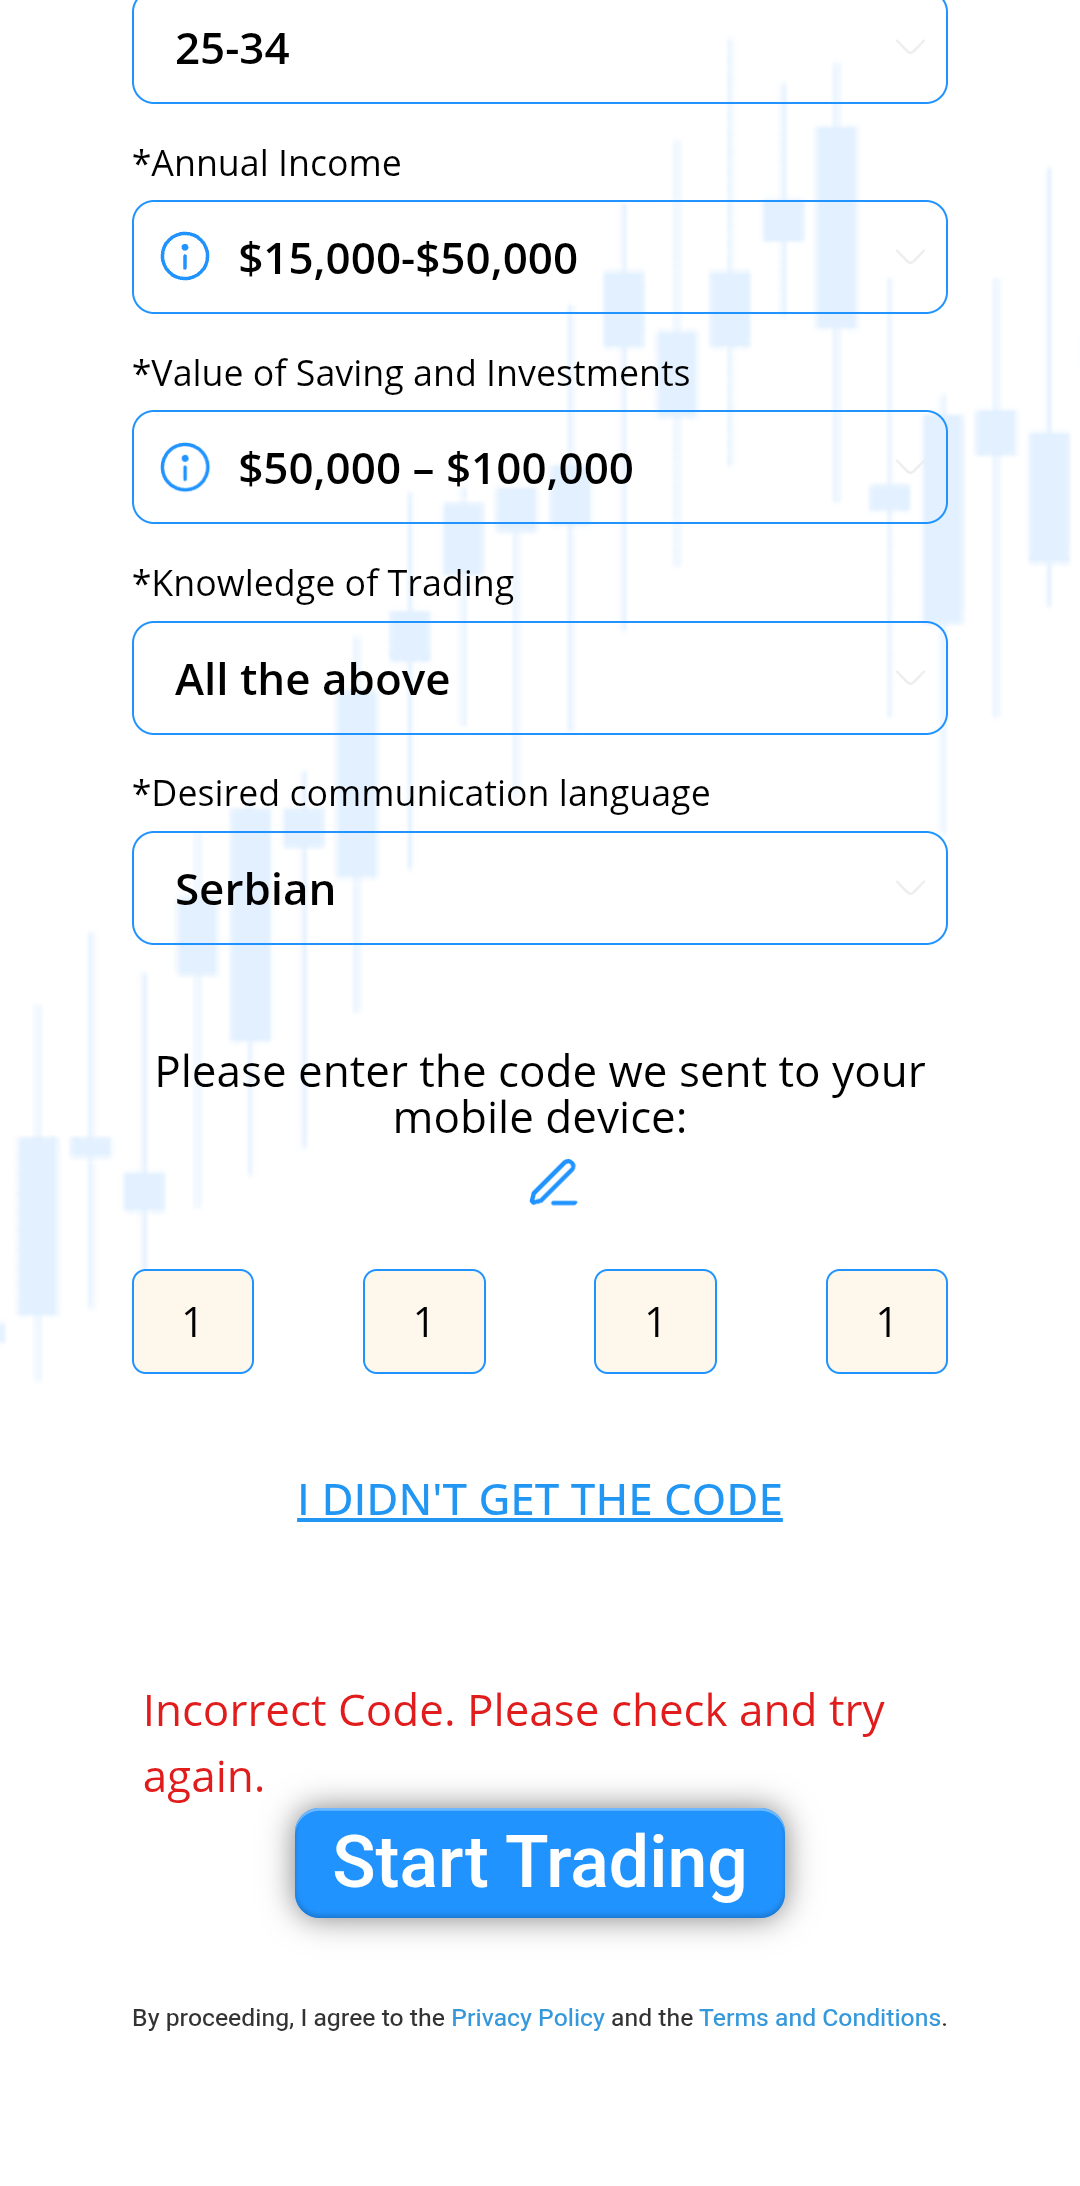 25-34
*Annual Income
$15,000-$50,000
*Value of Saving and Investments
$50,000 – $100,000
*Knowledge of Trading
All the above
*Desired communication language
Serbian
Please enter the code we sent to your
mobile device:
1 1 1 1
I DIDN'T GET THE CODE
Incorrect Code. Please check and try
again.
Start Trading
By proceeding, I agree to the Privacy Policy and the Terms and Conditions.